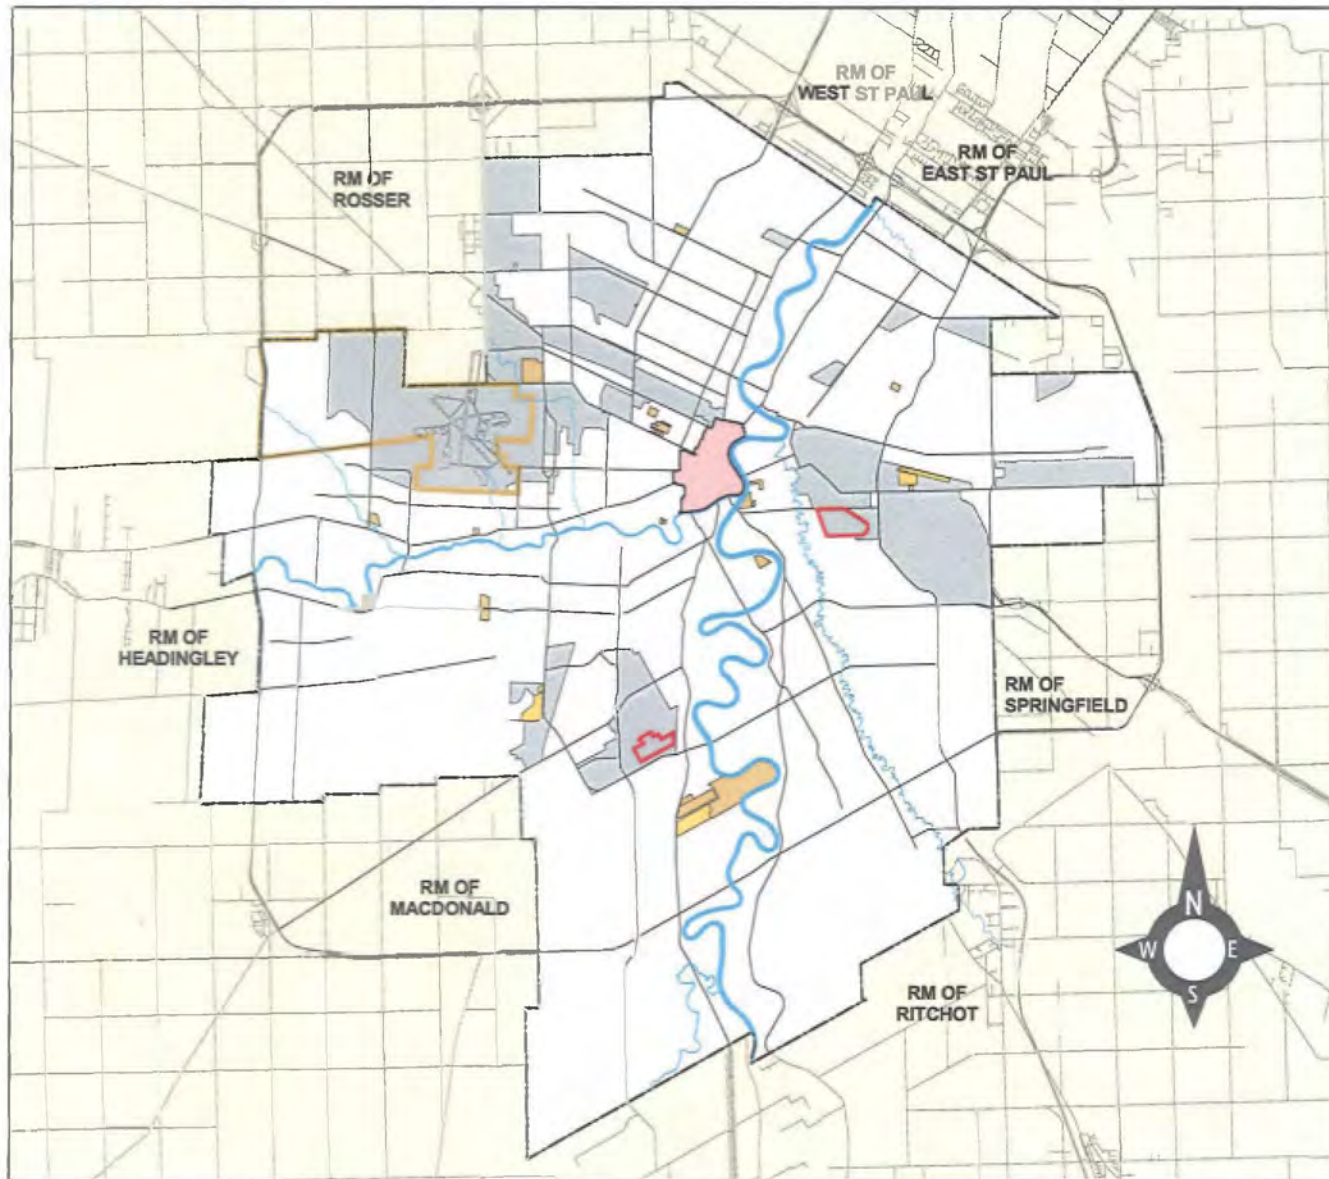 RM OF
WEST ST PAUL
RM OF
EAST ST PAUL
RM OF
ROSSER
RM OF
HEADINGLEY
RM OF
SPRINGFIELD
RM OF
MACDONALD
RM OF
RITCHOT
N
W E
S